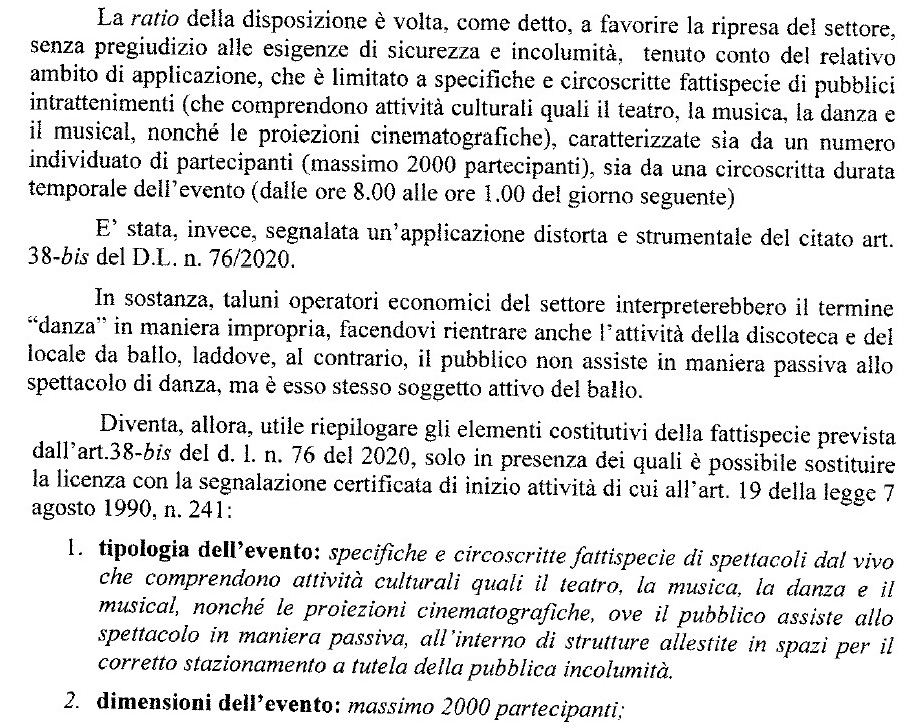 La ratio della disposizione è volta, come detto, a favorire la ripresa del settore,
senza pregiudizio alle esigenze di sicurezza e incolumità, tenuto conto del relativo
ambito di applicazione, che è limitato a specifiche e circoscritte fattispecie di pubblici
intrattenimenti (che comprendono attività culturali quali il teatro, la musica, la danza e
il musical, nonché le proiezioni cinematografiche), caratterizzate sia da un numero
individuato di partecipanti (massimo 2000 partecipanti), sia da una circoscritta durata
temporale dell'evento (dalle ore 8.00 alle ore 1.00 del giorno seguente)
E' stata, invece, segnalata un'applicazione distorta e strumentale del citato art.
38-bis del D.L. n. 76/2020.
In sostanza, taluni operatori economici del settore interpreterebbero il termine
“danza” in maniera impropria, facendovi rientrare anche l'attività della discoteca e del
locale da ballo, laddove, al contrario, il pubblico non assiste in maniera passiva allo
spettacolo di danza, ma è esso stesso soggetto attivo del ballo.
Diventa, allora, utile riepilogare gli elementi costitutivi della fattispecie prevista
dall'art.38-bis del d. l. n. 76 del 2020, solo in presenza dei quali è possibile sostituire
la licenza con la segnalazione certificata di inizio attività di cui all'art. 19 della legge 7
agosto 1990, n. 241:
1. tipologia dell'evento: specifiche e circoscritte fattispecie di spettacoli dal vivo
che comprendono attività culturali quali il teatro, la musica, la danza e il
musical, nonché le proiezioni cinematografiche, ove il pubblico assiste allo
spettacolo in maniera passiva, all'interno di strutture allestite in spazi per il
corretto stazionamento a tutela della pubblica incolumità.
2. dimensioni dell'evento: massimo 2000 partecipanti;